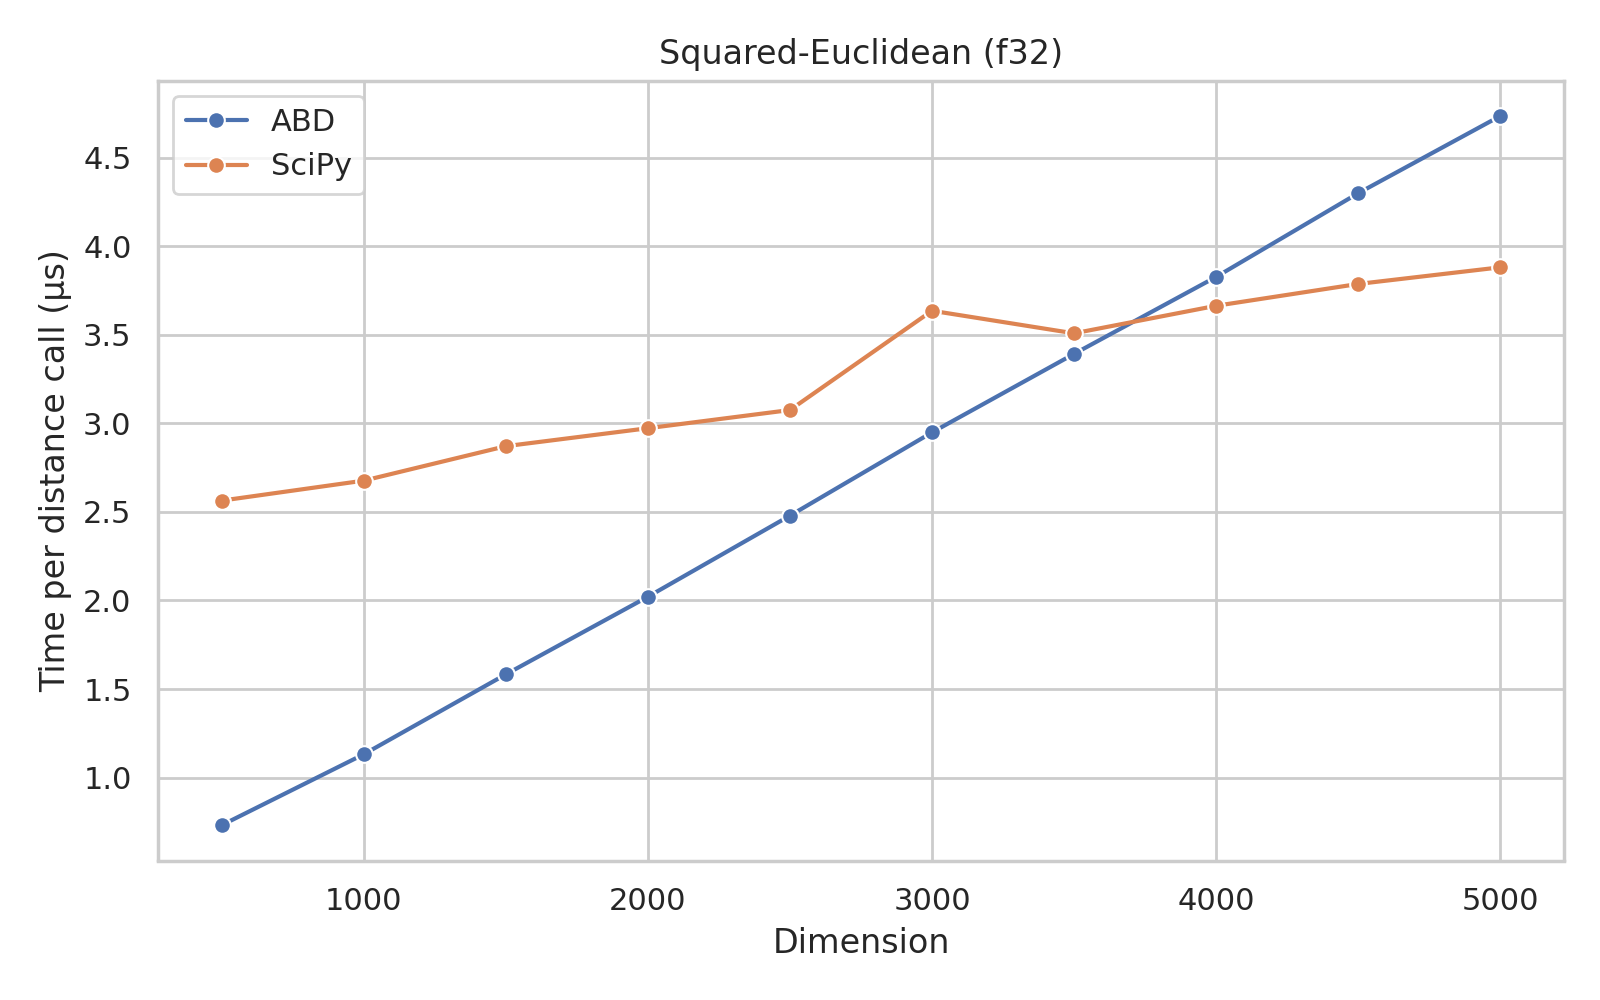 Squared-Euclidean (f32)
ABD
SciPy
Time per distance call (µs)
4.5
4.0
3.5
3.0
2.5
2.0
1.5
1.0
1000 2000 3000 4000 5000
Dimension